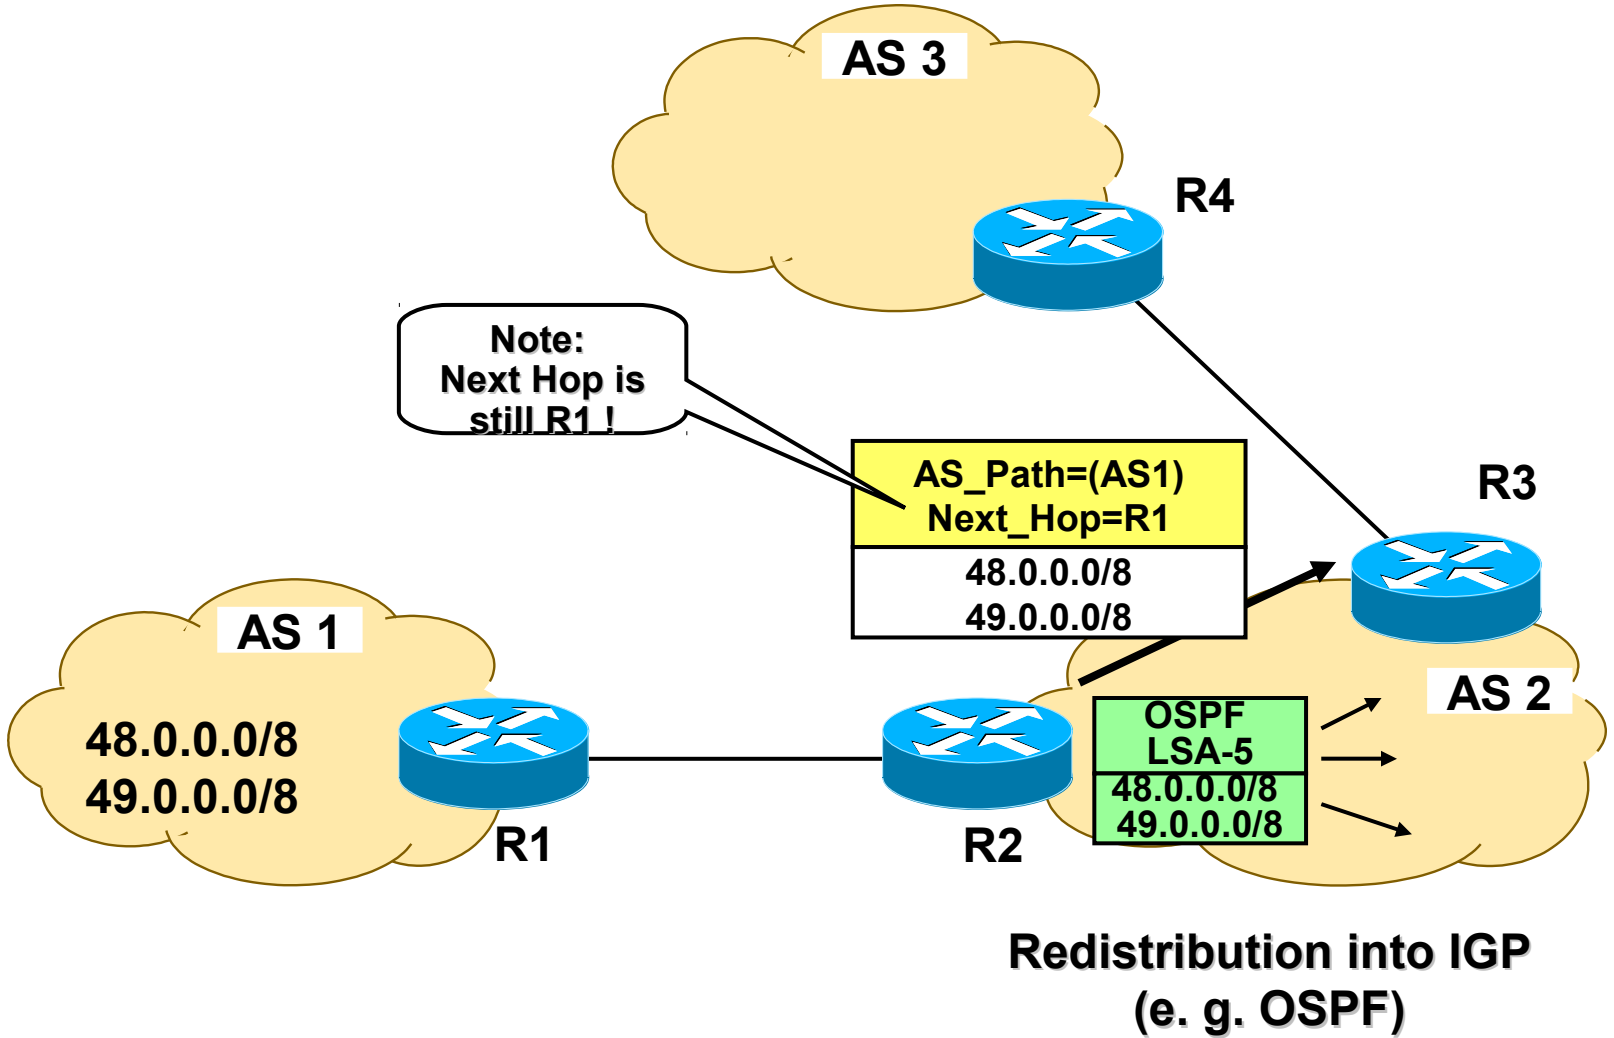 AS 3
R4
Note:
Next Hop is
still R1 !
AS_Path=(AS1)
Next_Hop=R1
48.0.0.0/8
49.0.0.0/8
R3
AS 1
48.0.0.0/8
49.0.0.0/8
R1
R2
AS 2
OSPF
LSA-5
48.0.0.0/8
49.0.0.0/8
Redistribution into IGP
(e. g. OSPF)